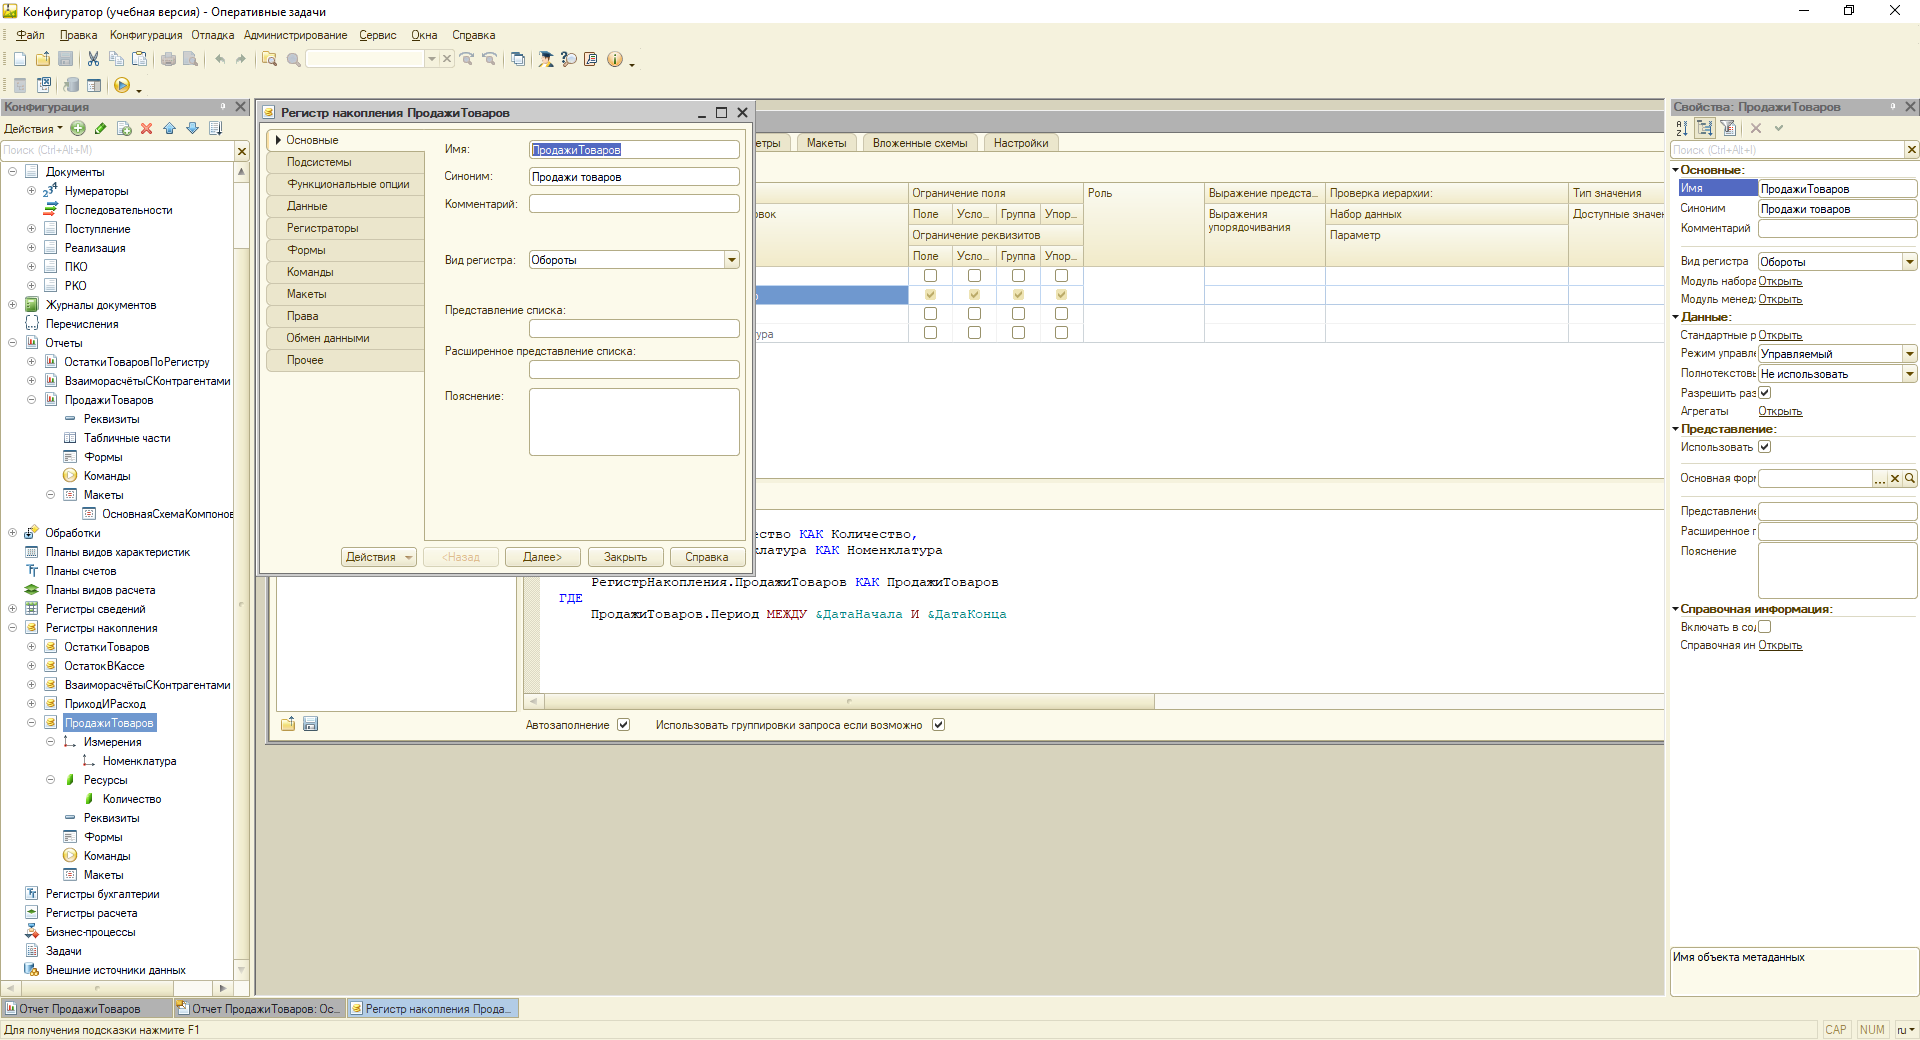 Конфигуратор (учебная версия) - Оперативные задачи
Файл Правка Конфигурация Отладка Администрирование Сервис Окна Справка
Конфигурация
Действия
Поиск (Ctrl+Alt+M)
Документы
Нумераторы
Последовательности
Поступление
Реализация
ПКО
РКО
Журналы документов
Перечисления
Отчеты
ОстаткиТоваровПоРегистру
ВзаиморасчётыСКонтрагентами
ПродажиТоваров
Реквизиты
Табличные части
Формы
Команды
Макеты
ОсновнаяСхемаКомпонов
Обработки
Планы видов характеристик
Планы счетов
Планы видов расчета
Регистры сведений
Регистры накопления
ОстаткиТоваров
ОстатокВКассе
ВзаиморасчётыСКонтрагентами
ПриходИРасход
ПродажиТоваров
Измерения
Номенклатура
Ресурсы
Количество
Реквизиты
Формы
Команды
Макеты
Регистры бухгалтерии
Регистры расчета
Бизнес-процессы
Задачи
Внешние источники данных
Регистр накопления ПродажиТоваров
Основные
Подсистемы
Функциональные опции
Данные
Регистраторы
Формы
Команды
Макеты
Права
Обмен данными
Прочее
Имя: ПродажиТоваров
Синоним: Продажи товаров
Комментарий:
Вид регистра: Обороты
Представление списка:
Расширенное представление списка:
Пояснение:
Действия <Назад Далее> Закрыть Справка
етры Макеты Вложенные схемы Настройки
Ограничение поля Роль Выражение предста... Проверка иерархии: Тип значения
овок Поле Усло... Группа Упор... Выражения упорядочивания Набор данных Доступные значен
Ограничение реквизитов Параметр
Поле Усло... Группа Упор...
ура
ество КАК Количество,
клатура КАК Номенклатура
РегистрНакопления.ПродажиТоваров КАК ПродажиТоваров
ГДЕ
ПродажиТоваров.Период МЕЖДУ &ДатаНачала И &ДатаКонца
Автозаполнение Использовать группировки запроса если возможно
Свойства: ПродажиТоваров
Поиск (Ctrl+Alt+I)
Основные:
Имя ПродажиТоваров
Синоним Продажи товаров
Комментарий
Вид регистра Обороты
Модуль набора Открыть
Модуль менед: Открыть
Данные:
Стандартные р Открыть
Режим управле Управляемый
Полнотекстовы Не использовать
Разрешить раз
Агрегаты Открыть
Представление:
Использовать
Основная фор
Представление
Расширенное г
Пояснение
Справочная информация:
Включать в со
Справочная ин Открыть
Имя объекта метаданных
Отчет ПродажиТоваров Отчет ПродажиТоваров: Ос... Регистр накопления Прода...
Для получения подсказки нажмите F1 CAP NUM ru